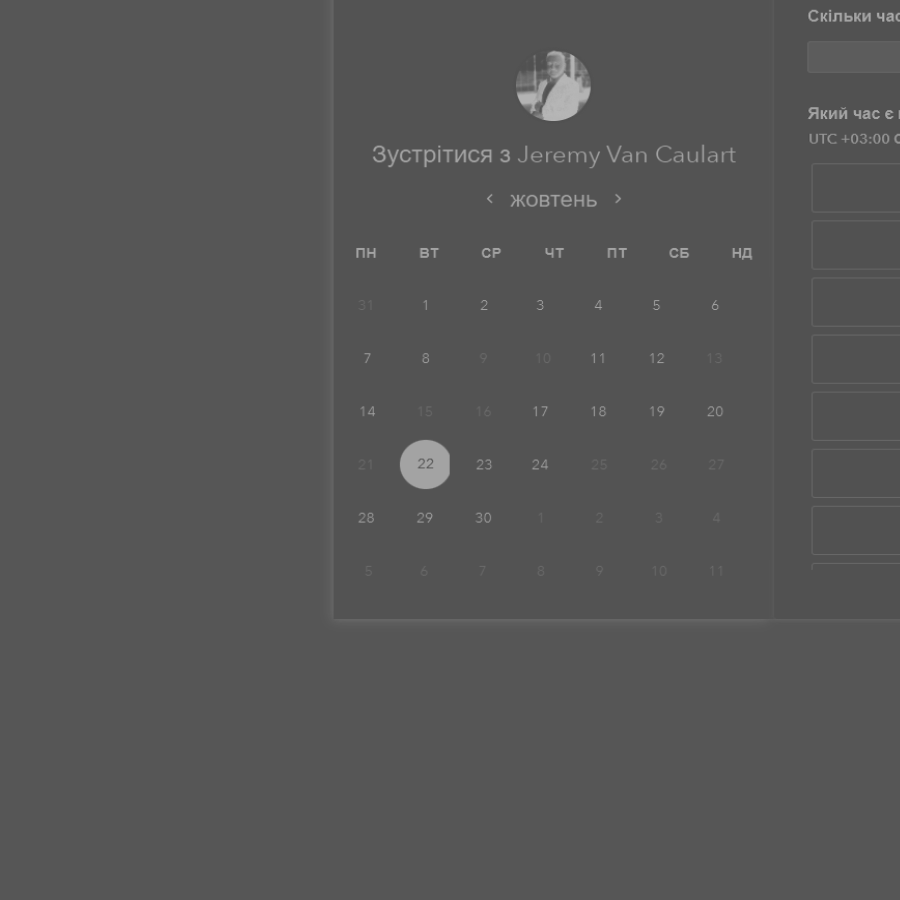 Скільки
Який час є
UTC +03:00
Зустрітися з Jeremy Van Caulart
жовтень
ПН ВТ СР ЧТ ПТ СБ НД
31 1 2 3 4 5 6
7 8 9 10 11 12 13
14 15 16 17 18 19 20
21 22 23 24 25 26 27
28 29 30 1 2 3 4
5 6 7 8 9 10 11